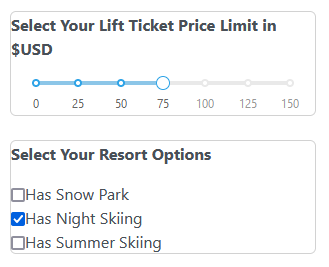 Select Your Lift Ticket Price Limit in
$USD
0 25 50 75 100 125 150
Select Your Resort Options
Has Snow Park
Has Night Skiing
Has Summer Skiing